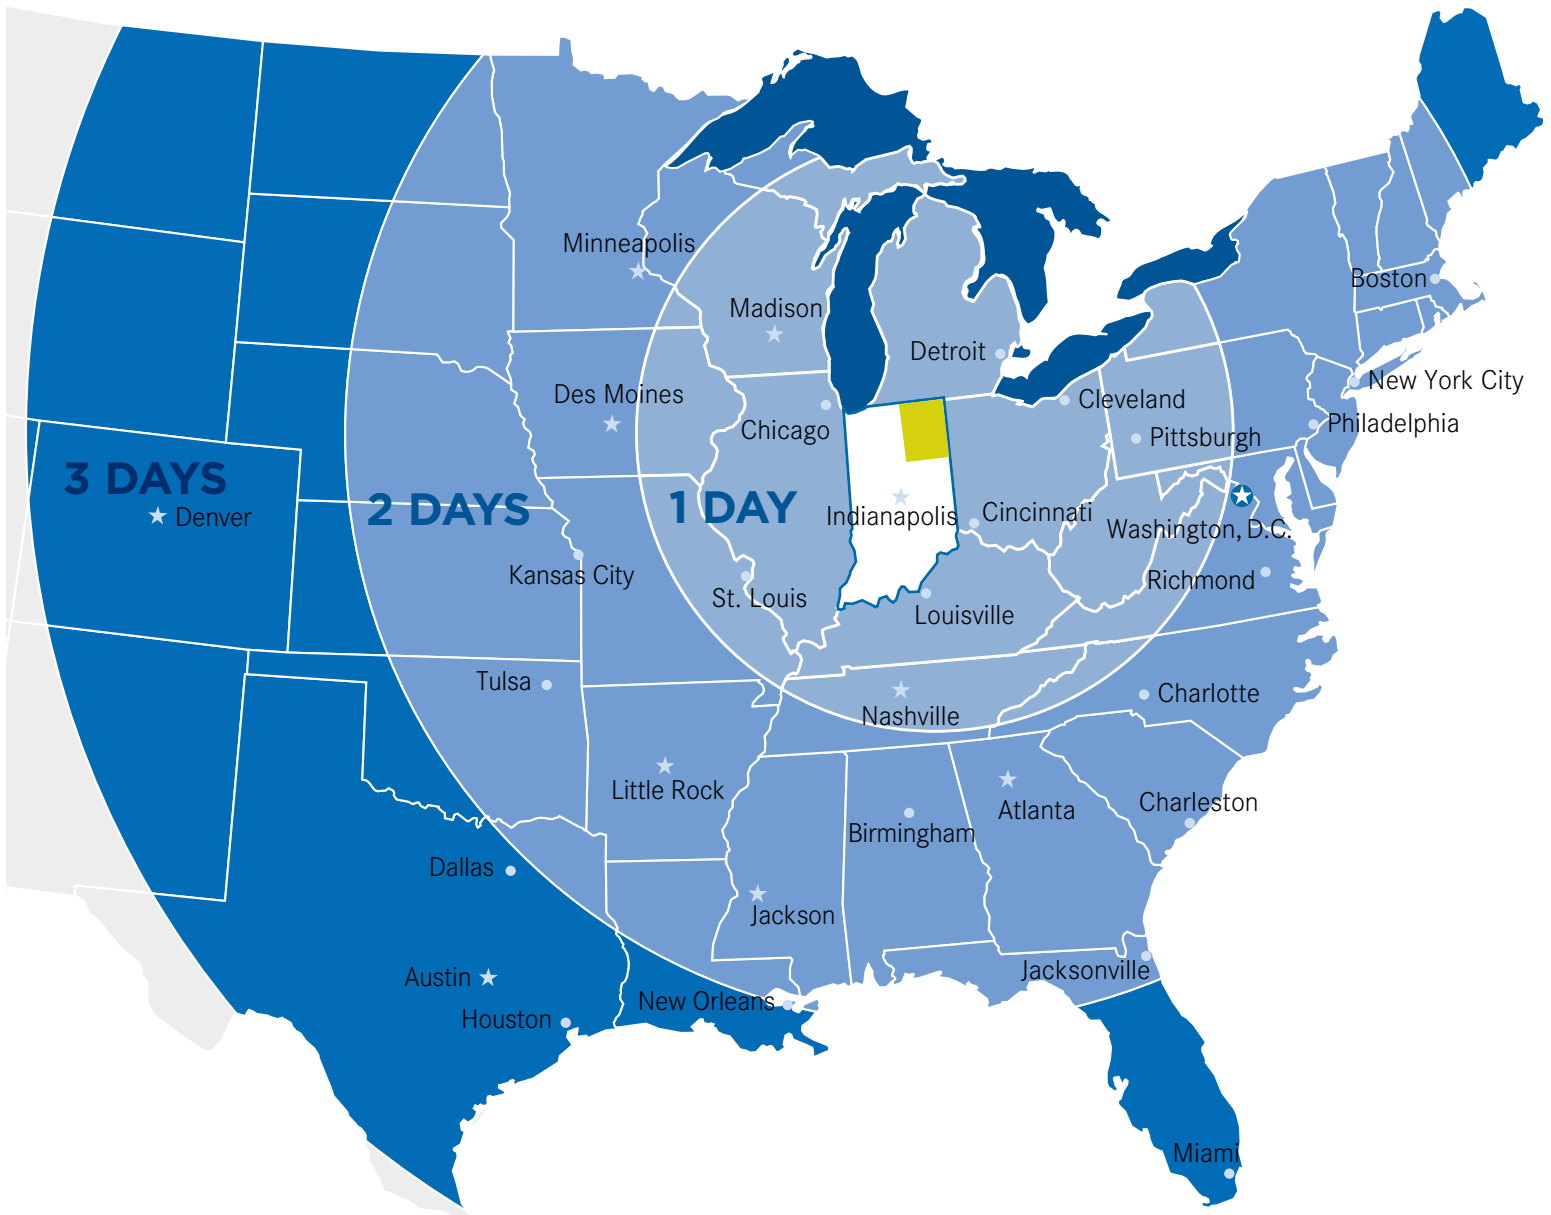 Minneapolis
Boston
Madison
Detroit
New York City
Des Moines
Cleveland
Chicago
Philadelphia
Pittsburgh
3 DAYS
Denver
2 DAYS
1 DAY
Indianapolis
Cincinnati
Washington, D.C.
Kansas City
Richmond
St. Louis
Louisville
Tulsa
Charlotte
Nashville
Little Rock
Charleston
Atlanta
Birmingham
Dallas
Jackson
Jacksonville
Austin
New Orleans
Houston
Miami